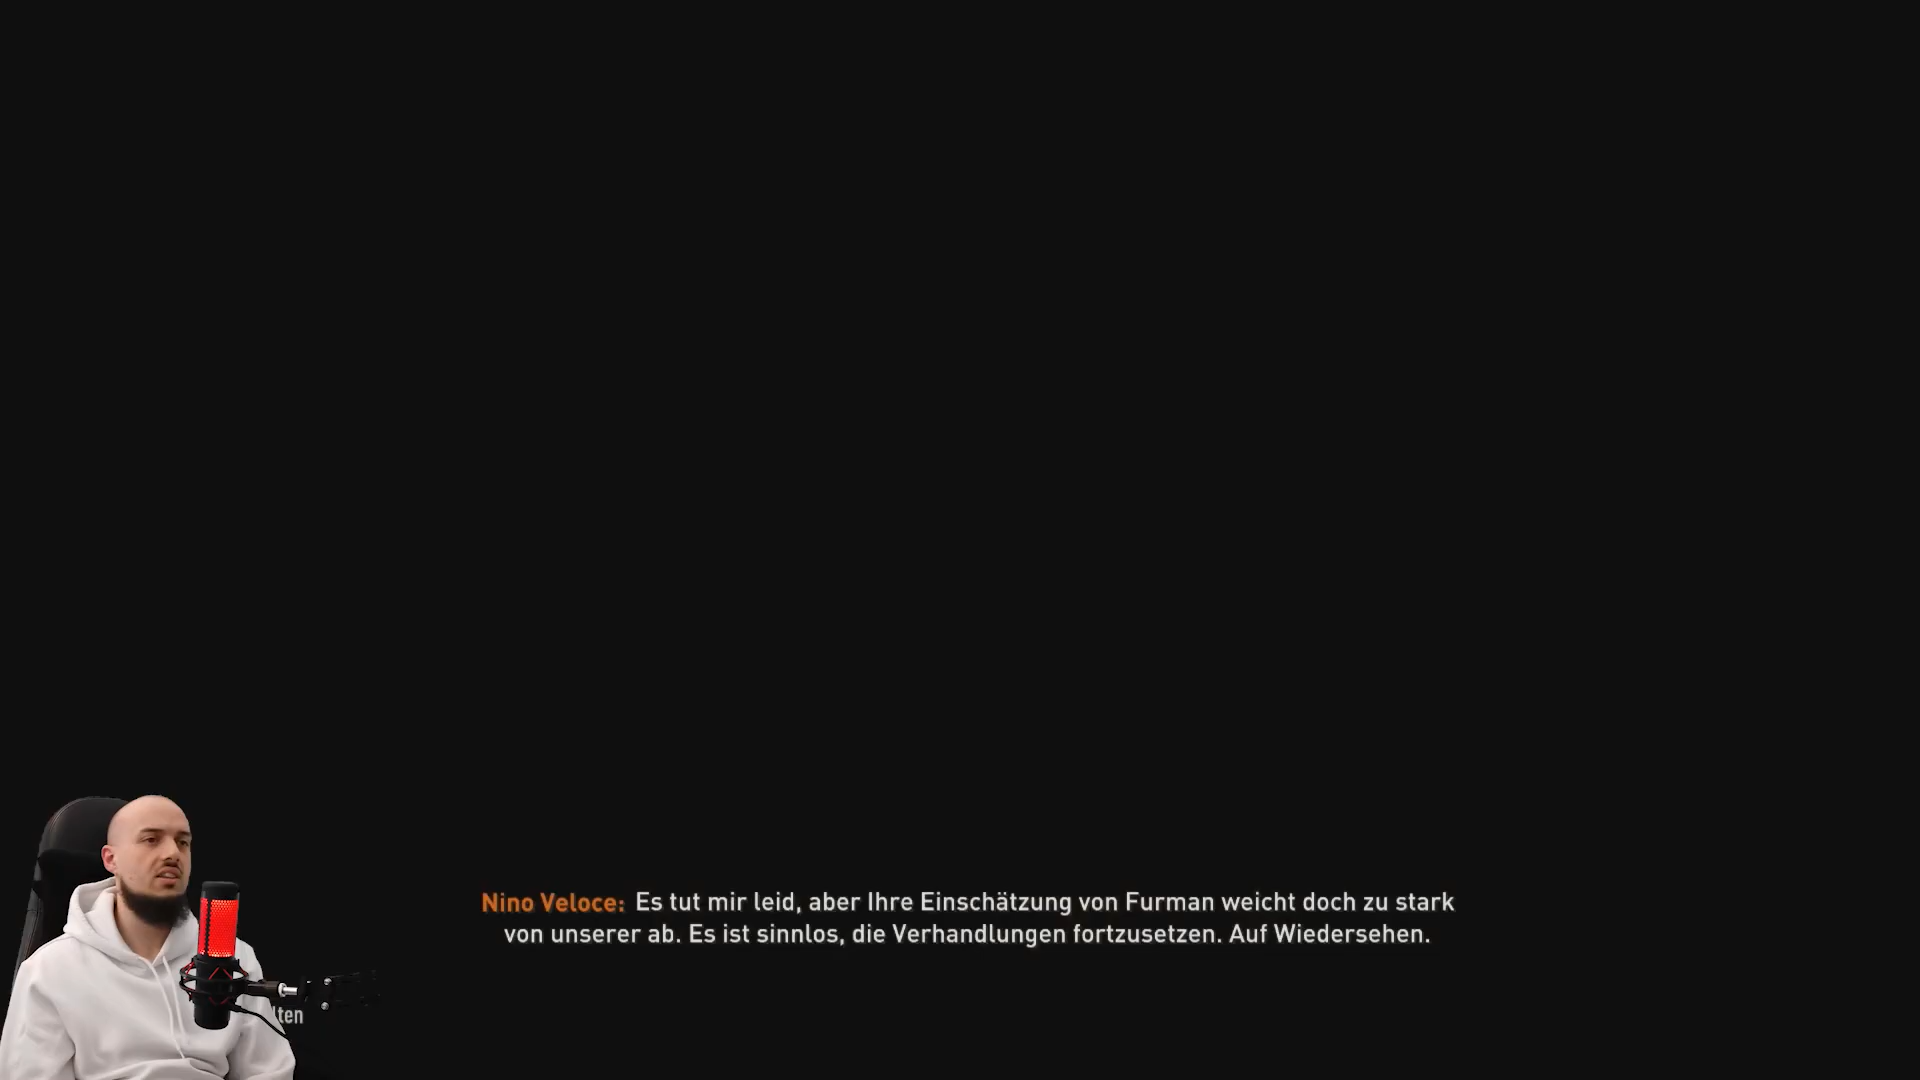 Nino Veloce: Es tut mir leid, aber Ihre Einschätzung von Furman weicht doch zu stark
von unserer ab. Es ist sinnlos, die Verhandlungen fortzusetzen. Auf Wiedersehen.